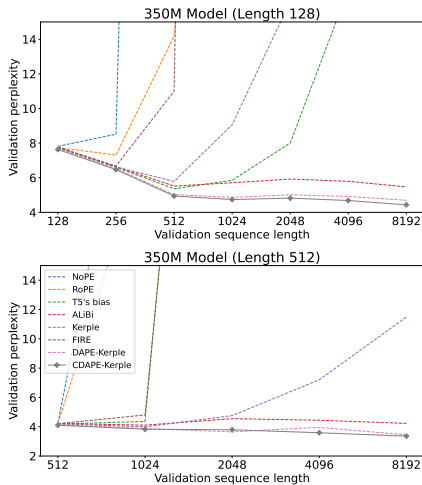 350M Model (Length 128)
Validation perplexity
14
12
10
8
6
4
128 256 512 1024 2048 4096 8192
Validation sequence length
350M Model (Length 512)
Validation perplexity
14
12
10
8
6
4
2
NoPE
RoPE
T5's bias
ALiBi
Kerple
FIRE
DAPE-Kerple
CDAPE-Kerple
512 1024 2048 4096 8192
Validation sequence length